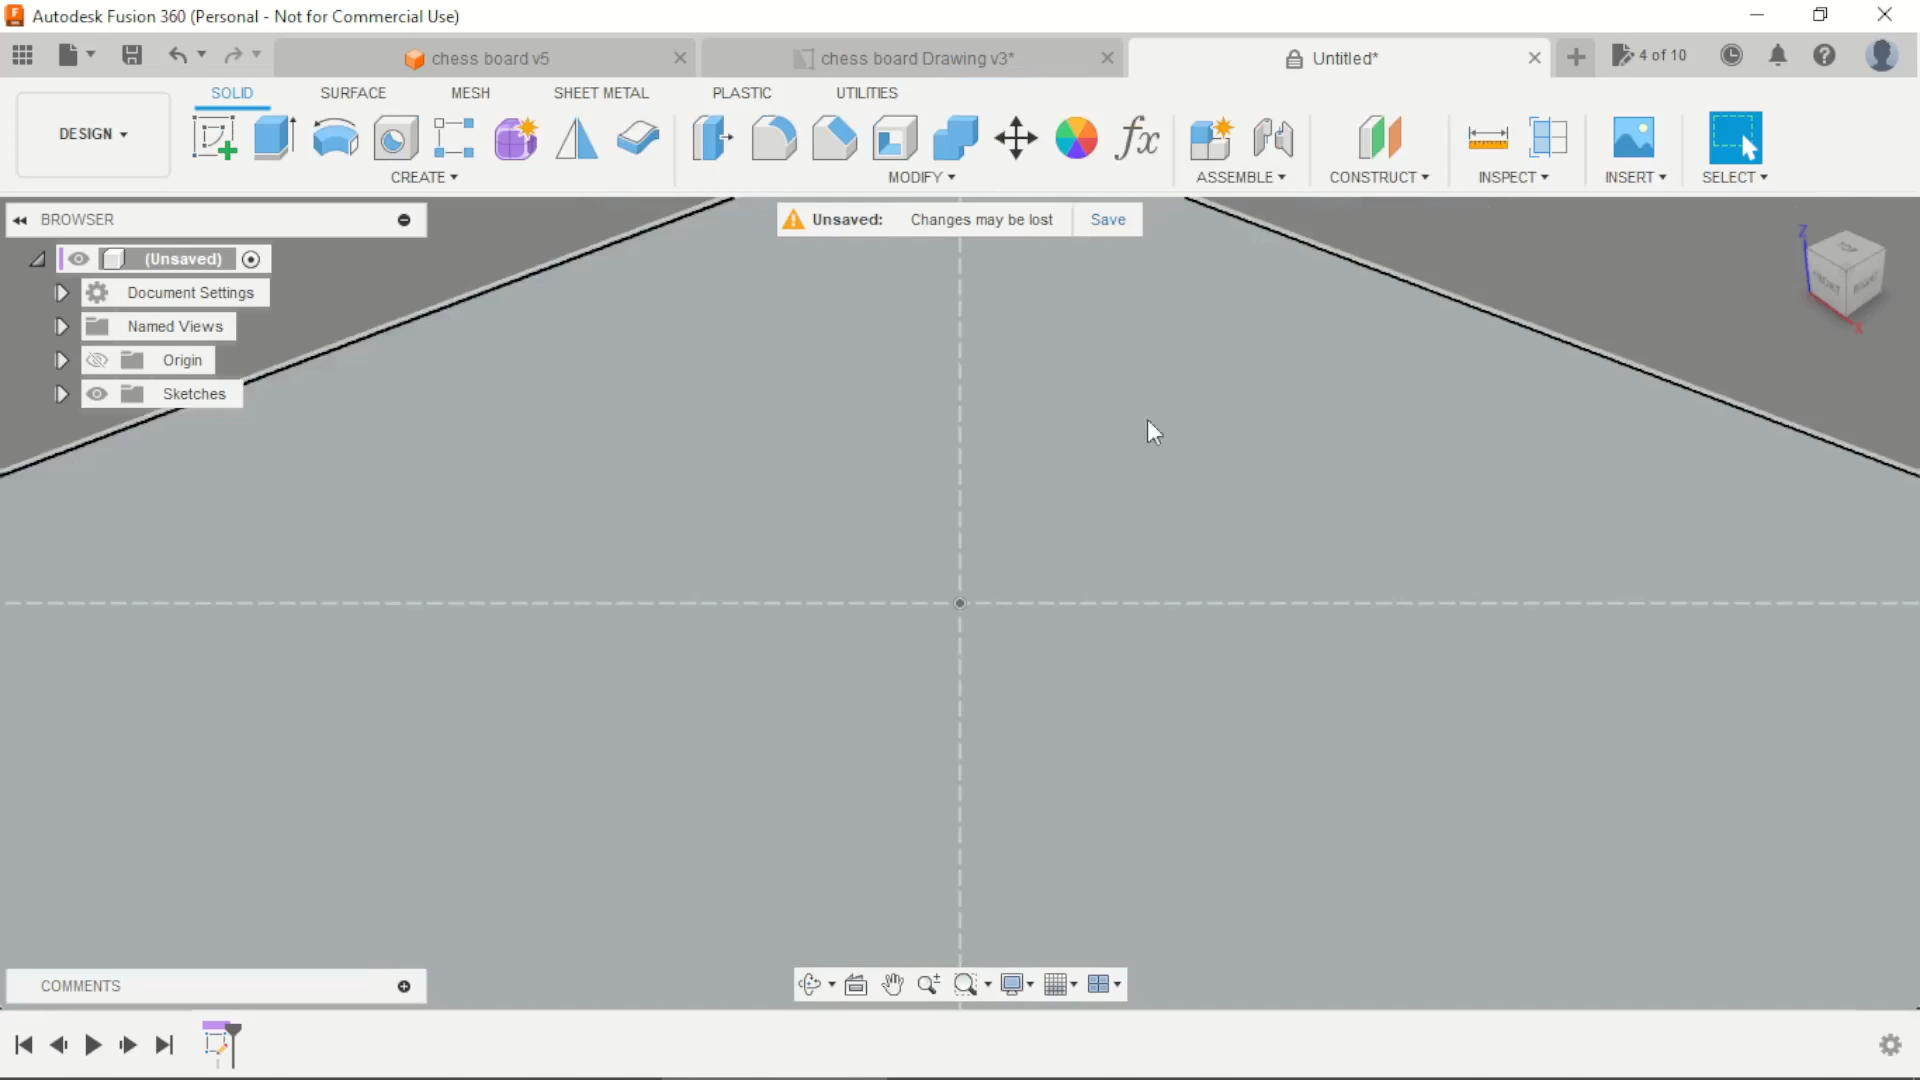 Autodesk Fusion 360 (Personal - Not for Commercial Use)
chess board v5
chess board Drawing v3*
Untitled*
4 of 10
DESIGN
SOLID
SURFACE
MESH
SHEET METAL
PLASTIC
UTILITIES
CREATE
MODIFY
ASSEMBLE
CONSTRUCT
INSPECT
INSERT
SELECT
BROWSER
Unsaved: Changes may be lost Save
(Unsaved)
Document Settings
Named Views
Origin
Sketches
Z
FRONT
RIGHT
X
COMMENTS